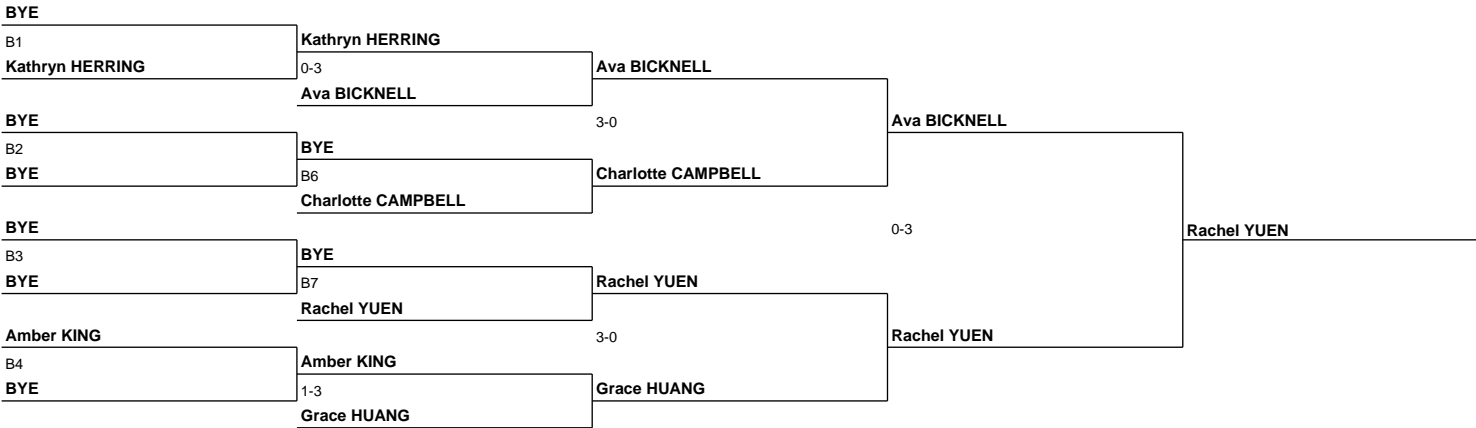 BYE
B1
Kathryn HERRING
Kathryn HERRING
0-3
Ava BICKNELL
Ava BICKNELL
3-0
Ava BICKNELL
BYE
B2
BYE
BYE
B6
Charlotte CAMPBELL
Charlotte CAMPBELL
0-3
Rachel YUEN
BYE
B3
BYE
BYE
B7
Rachel YUEN
Rachel YUEN
3-0
Rachel YUEN
Amber KING
B4
BYE
Amber KING
1-3
Grace HUANG
Grace HUANG